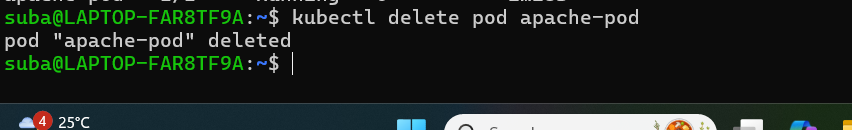 suba@LAPTOP-FAR8TF9A:~$ kubectl delete pod apache-pod
pod "apache-pod" deleted
suba@LAPTOP-FAR8TF9A:~$
4
25°C